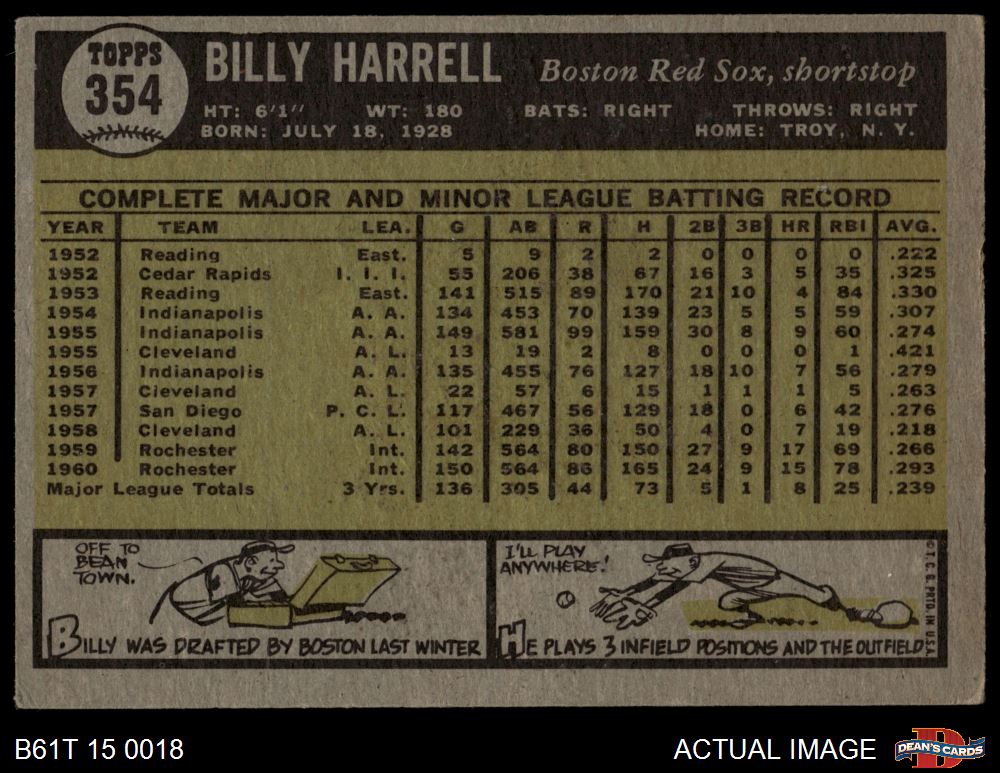 TOPPS
354
BILLY HARRELL Boston Red Sox, shortstop
HT: 6'1" WT: 180 BATS: RIGHT THROWS: RIGHT
BORN: JULY 18, 1928 HOME: TROY, N. Y.
COMPLETE MAJOR AND MINOR LEAGUE BATTING RECORD
YEAR TEAM LEA. G AB R H 2B 3B HR RBI AVG.
1952 Reading East. 5 9 2 2 0 0 0 0 .222
1952 Cedar Rapids I. I. I. 55 206 38 67 16 3 5 35 .325
1953 Reading East. 141 515 89 170 21 10 4 84 .330
1954 Indianapolis A. A. 134 453 70 139 23 5 5 59 .307
1955 Indianapolis A. A. 149 581 99 159 30 8 9 60 .274
1955 Cleveland A. L. 13 19 2 8 0 0 0 1 .421
1956 Indianapolis A. A. 135 455 76 127 18 10 7 56 .279
1957 Cleveland A. L. 22 57 6 15 1 1 1 5 .263
1957 San Diego P. C. L. 117 467 56 129 18 0 6 42 .276
1958 Cleveland A. L. 101 229 36 50 4 0 7 19 .218
1959 Rochester Int. 142 564 80 150 27 9 17 69 .266
1960 Rochester Int. 150 564 86 165 24 9 15 78 .293
Major League Totals 3 Yrs. 136 305 44 73 5 1 8 25 .239
OFF TO
BEAN
TOWN.
BILLY WAS DRAFTED BY BOSTON LAST WINTER
I'LL PLAY
ANYWHERE!
HE PLAYS 3 INFIELD POSITIONS AND THE OUTFIELD
© T. C. G. PRTD. IN U.S.A.
B61T 15 0018
ACTUAL IMAGE
D
DEAN'S CARDS